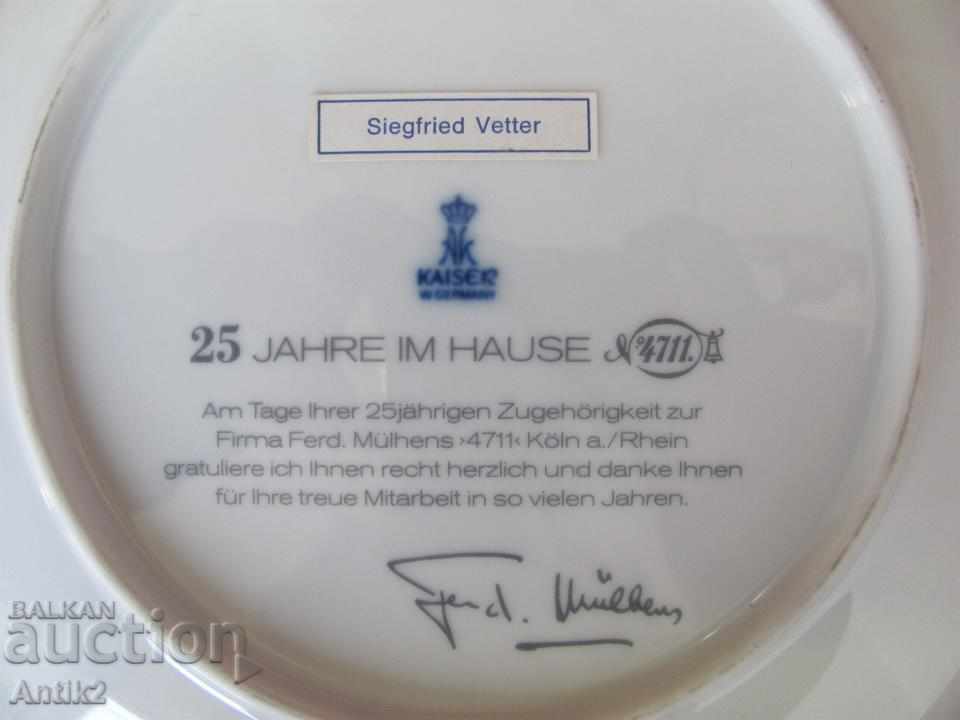 Siegfried Vetter
KAISER
W. GERMANY
25 JAHRE IM HAUSE Nº 4711.
Am Tage Ihrer 25jährigen Zugehörigkeit zur
Firma Ferd. Mülhens ›4711‹ Köln a./Rhein
gratuliere ich Ihnen recht herzlich und danke Ihnen
für Ihre treue Mitarbeit in so vielen Jahren.
Ferd. Mülhens
BALKAN
auction
Antik2